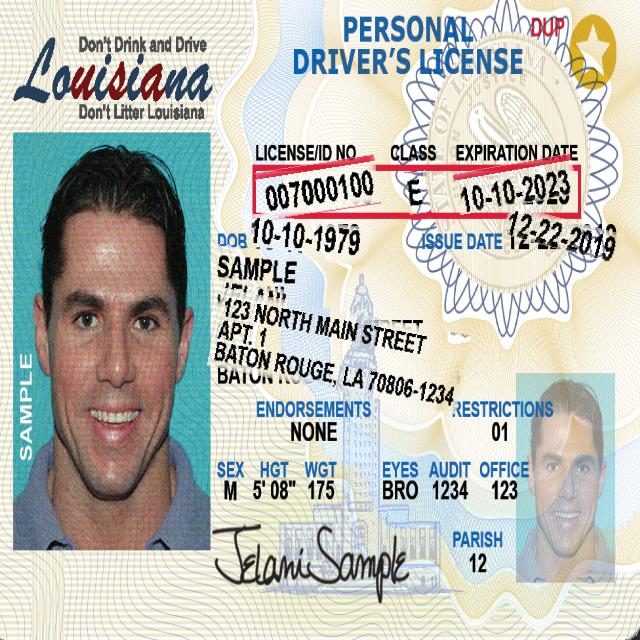 Don't Drink and Drive
Louisiana
Don't Litter Louisiana
PERSONAL
DRIVER'S LICENSE
DUP
LICENSE/ID NO CLASS EXPIRATION DATE
007000100 E 10-10-2023
DOB 10-10-1979 ISSUE DATE 12-22-2019
SAMPLE
123 NORTH MAIN STREET
APT. 1
BATON ROUGE, LA 70806-1234
BATON
ENDORSEMENTS RESTRICTIONS
NONE 01
SEX HGT WGT EYES AUDIT OFFICE
M 5'08" 175 BRO 1234 123
PARISH
12
Jelani Sample
SAMPLE